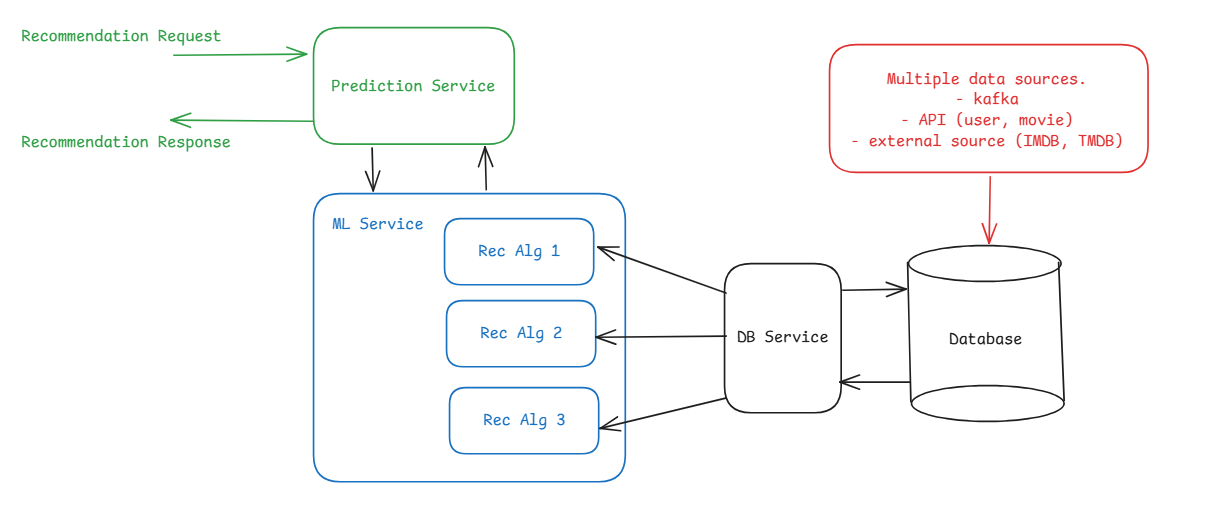 Recommendation Request
Prediction Service
Recommendation Response
Multiple data sources.
- kafka
- API (user, movie)
- external source (IMDB, TMDB)
ML Service
Rec Alg 1
Rec Alg 2
Rec Alg 3
DB Service
Database